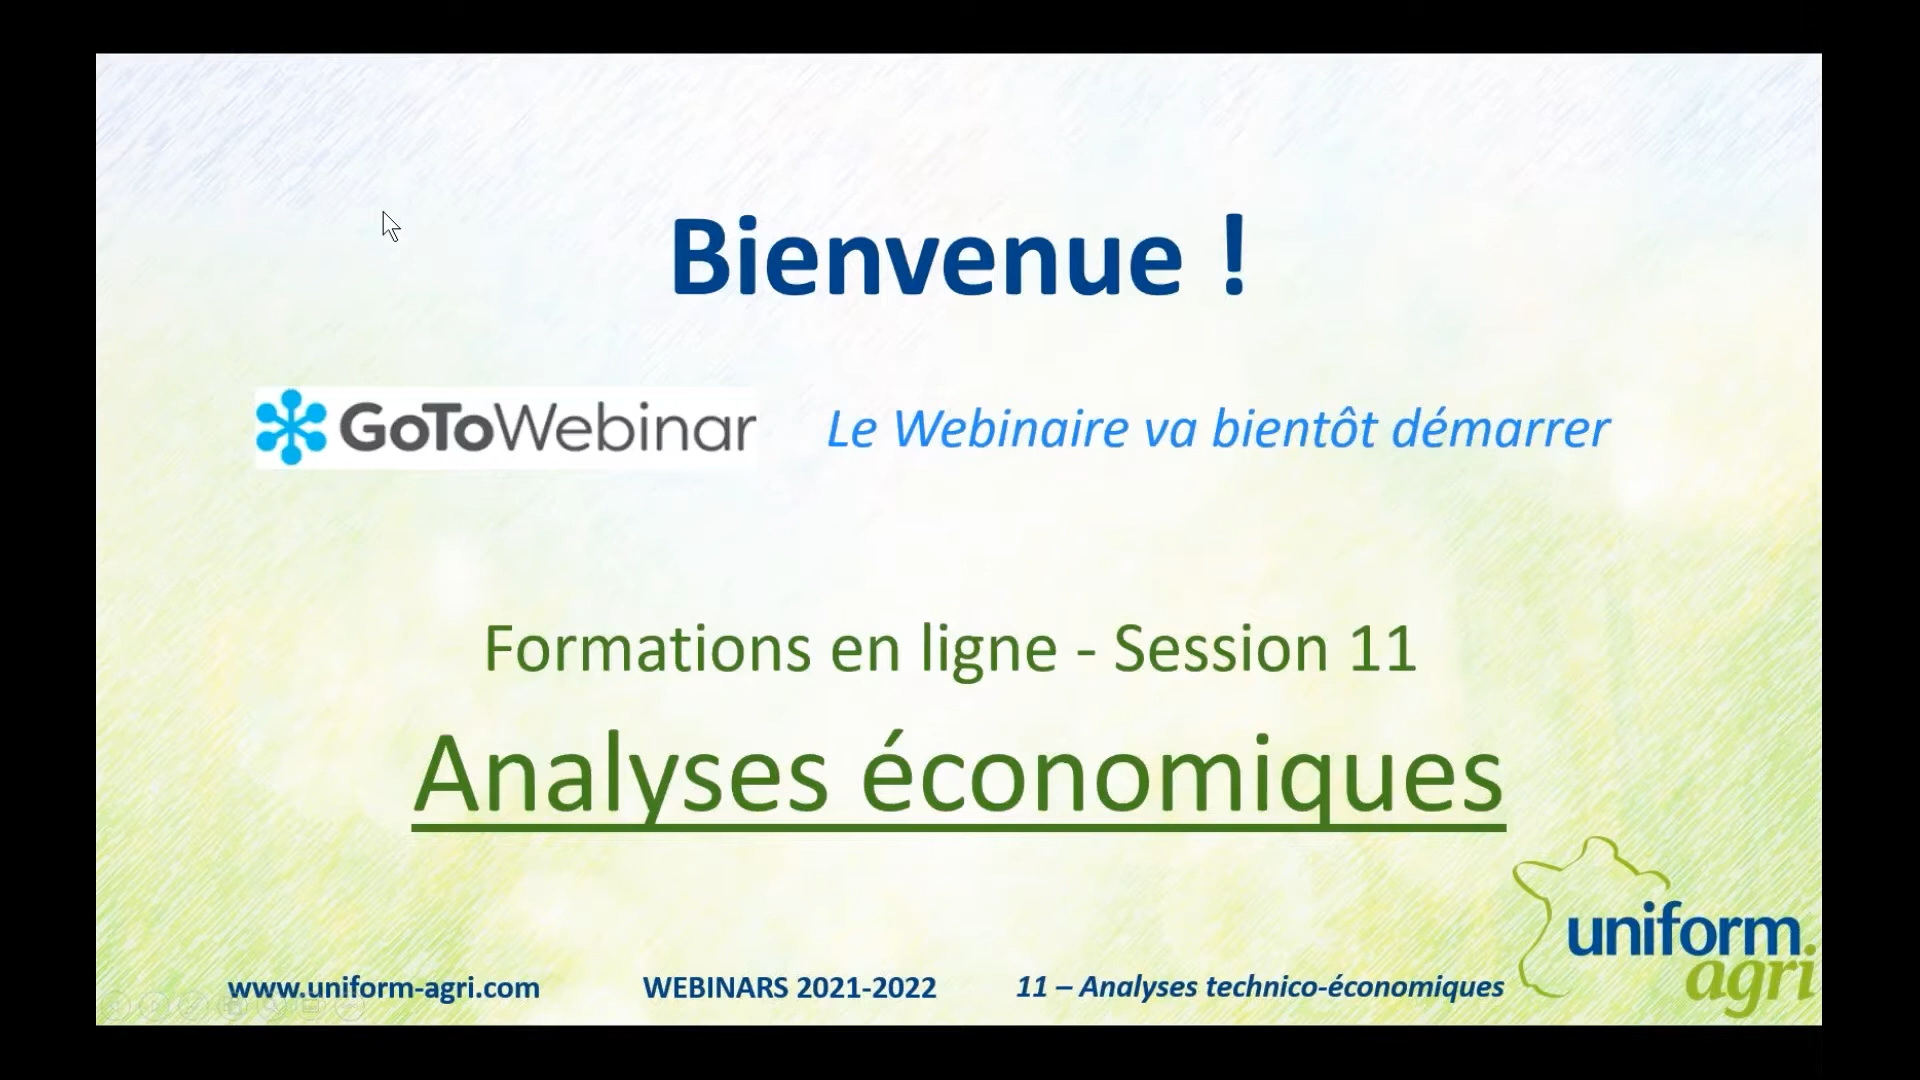 Bienvenue !
GoToWebinar Le Webinaire va bientôt démarrer
Formations en ligne - Session 11
Analyses économiques
uniform.
agri
www.uniform-agri.com WEBINARS 2021-2022 11 – Analyses technico-économiques